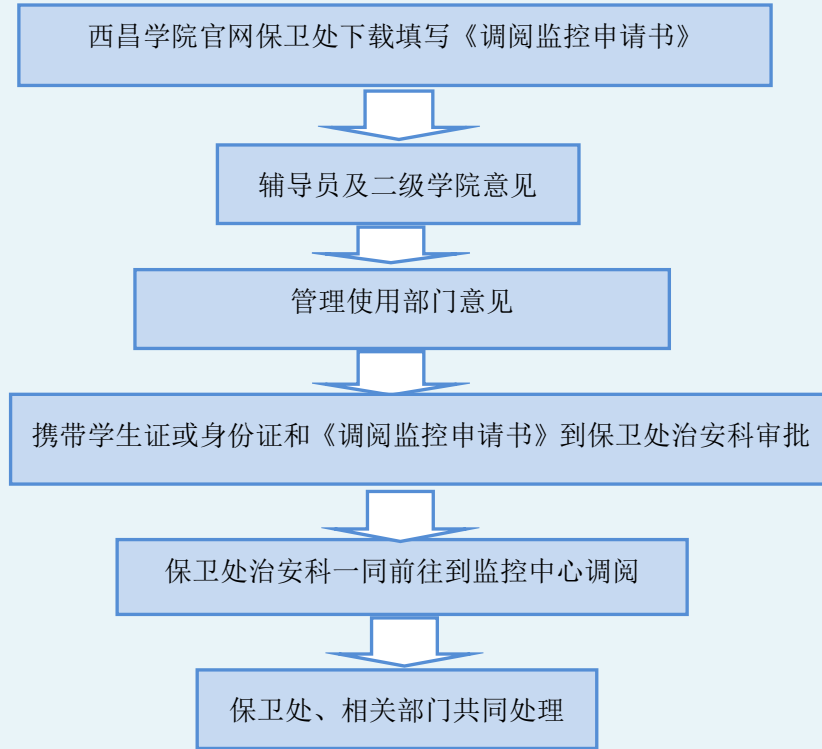 西昌学院官网保卫处下载填写《调阅监控申请书》
辅导员及二级学院意见
管理使用部门意见
携带学生证或身份证和《调阅监控申请书》到保卫处治安科审批
保卫处治安科一同前往到监控中心调阅
保卫处、相关部门共同处理